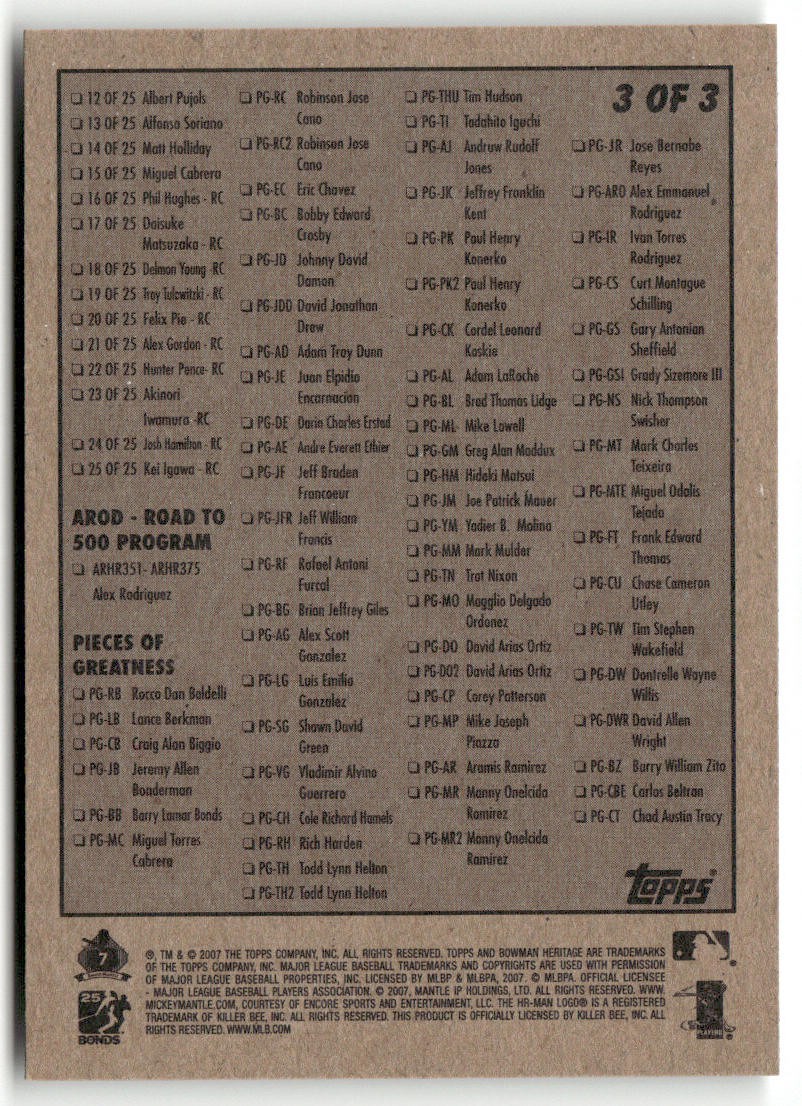 12 OF 25 Albert Pujols
13 OF 25 Alfonso Soriano
14 OF 25 Matt Holliday
15 OF 25 Miguel Cabrera
16 OF 25 Phil Hughes - RC
17 OF 25 Daisuke
Matsuzaka - RC
18 OF 25 Delmon Young -RC
19 OF 25 Troy Tulowitzki - RC
20 OF 25 Felix Pie - RC
21 OF 25 Alex Gordon - RC
22 OF 25 Hunter Pence- RC
23 OF 25 Akinori
Iwamura -RC
24 OF 25 Josh Hamilton - RC
25 OF 25 Kei Igawa - RC
AROD - ROAD TO
500 PROGRAM
ARHR351- ARHR375
Alex Rodriguez
PIECES OF
GREATNESS
PG-RB Rocco Dan Baldelli
PG-LB Lance Berkman
PG-CB Craig Alan Biggio
PG-JB Jeremy Allen
Bonderman
PG-BB Barry Lamar Bonds
PG-MC Miguel Torres
Cabrera
PG-RC Robinson Jose
Cano
PG-RC2 Robinson Jose
Cano
PG-EC Eric Chavez
PG-BC Bobby Edward
Crosby
PG-JD Johnny David
Damon
PG-JDD David Jonathan
Drew
PG-AD Adam Troy Dunn
PG-JE Juan Elpidio
Encarnacion
PG-DE Darin Charles Erstad
PG-AE Andre Everett Ethier
PG-JF Jeff Braden
Francoeur
PG-JFR Jeff William
Francis
PG-RF Rafael Antoni
Furcal
PG-BG Brian Jeffrey Giles
PG-AG Alex Scott
Gonzalez
PG-LG Luis Emilio
Gonzalez
PG-SG Shawn David
Green
PG-VG Vladimir Alvino
Guerrero
PG-CH Cole Richard Hamels
PG-RH Rich Harden
PG-TH Todd Lynn Helton
PG-TH2 Todd Lynn Helton
PG-THU Tim Hudson
PG-TI Tadahito Iguchi
PG-AJ Andruw Rudolf
Jones
PG-JK Jeffrey Franklin
Kent
PG-PK Paul Henry
Konerko
PG-PK2 Paul Henry
Konerko
PG-CK Cordel Leonard
Koskie
PG-AL Adam LaRoche
PG-BL Brad Thomas Lidge
PG-ML Mike Lowell
PG-GM Greg Alan Maddux
PG-HM Hideki Matsui
PG-JM Joe Patrick Mauer
PG-YM Yadier B. Molina
PG-MM Mark Mulder
PG-TN Trot Nixon
PG-MO Magglio Delgado
Ordonez
PG-DO David Arias Ortiz
PG-DO2 David Arias Ortiz
PG-CP Corey Patterson
PG-MP Mike Joseph
Piazza
PG-AR Aramis Ramirez
PG-MR Manny Onelcida
Ramirez
PG-MR2 Manny Onelcida
Ramirez
3 OF 3
PG-JR Jose Bernabe
Reyes
PG-ARO Alex Emmanuel
Rodriguez
PG-IR Ivan Torres
Rodriguez
PG-CS Curt Montague
Schilling
PG-GS Gary Antonian
Sheffield
PG-GSI Grady Sizemore III
PG-NS Nick Thompson
Swisher
PG-MT Mark Charles
Teixeira
PG-MTE Miguel Odalis
Tejada
PG-FT Frank Edward
Thomas
PG-CU Chase Cameron
Utley
PG-TW Tim Stephen
Wakefield
PG-DW Dontrelle Wayne
Willis
PG-DWR David Allen
Wright
PG-BZ Barry William Zito
PG-CBE Carlos Beltran
PG-CT Chad Austin Tracy
topps
7
25
BONDS
®, TM & © 2007 THE TOPPS COMPANY, INC. ALL RIGHTS RESERVED. TOPPS AND BOWMAN HERITAGE ARE TRADEMARKS
OF THE TOPPS COMPANY, INC. MAJOR LEAGUE BASEBALL TRADEMARKS AND COPYRIGHTS ARE USED WITH PERMISSION
OF MAJOR LEAGUE BASEBALL PROPERTIES, INC. LICENSED BY MLBP & MLBPA, 2007. © MLBPA. OFFICIAL LICENSEE
- MAJOR LEAGUE BASEBALL PLAYERS ASSOCIATION. © 2007, MANTLE IP HOLDINGS, LTD. ALL RIGHTS RESERVED. WWW.
MICKEYMANTLE.COM, COURTESY OF ENCORE SPORTS AND ENTERTAINMENT, LLC. THE HR-MAN LOGO® IS A REGISTERED
TRADEMARK OF KILLER BEE, INC. ALL RIGHTS RESERVED. THIS PRODUCT IS OFFICIALLY LICENSED BY KILLER BEE, INC. ALL
RIGHTS RESERVED. WWW.MLB.COM